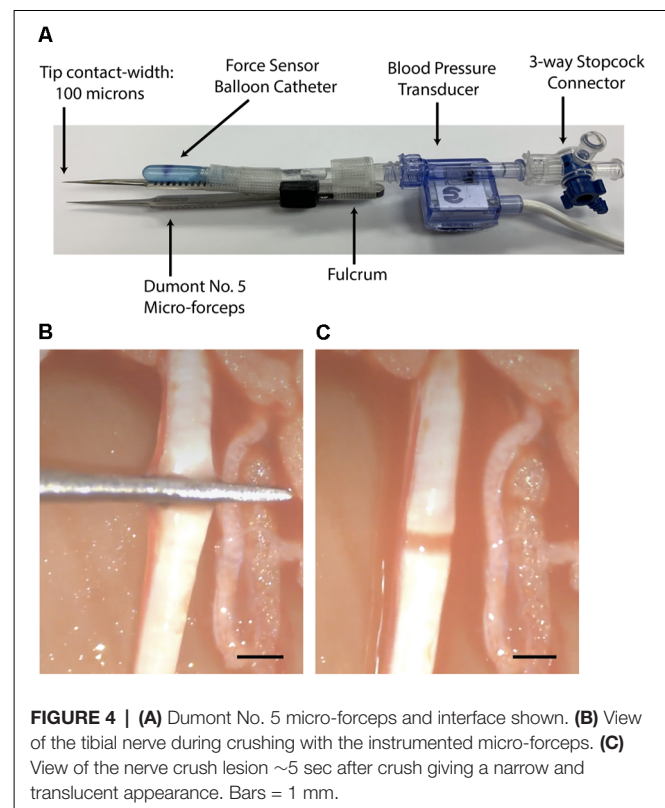 A
Tip contact-width:
100 microns
Force Sensor
Balloon Catheter
Blood Pressure
Transducer
3-way Stopcock
Connector
Dumont No. 5
Micro-forceps
Fulcrum
B
C
FIGURE 4 | (A) Dumont No. 5 micro-forceps and interface shown. (B) View
of the tibial nerve during crushing with the instrumented micro-forceps. (C)
View of the nerve crush lesion ∼5 sec after crush giving a narrow and
translucent appearance. Bars = 1 mm.